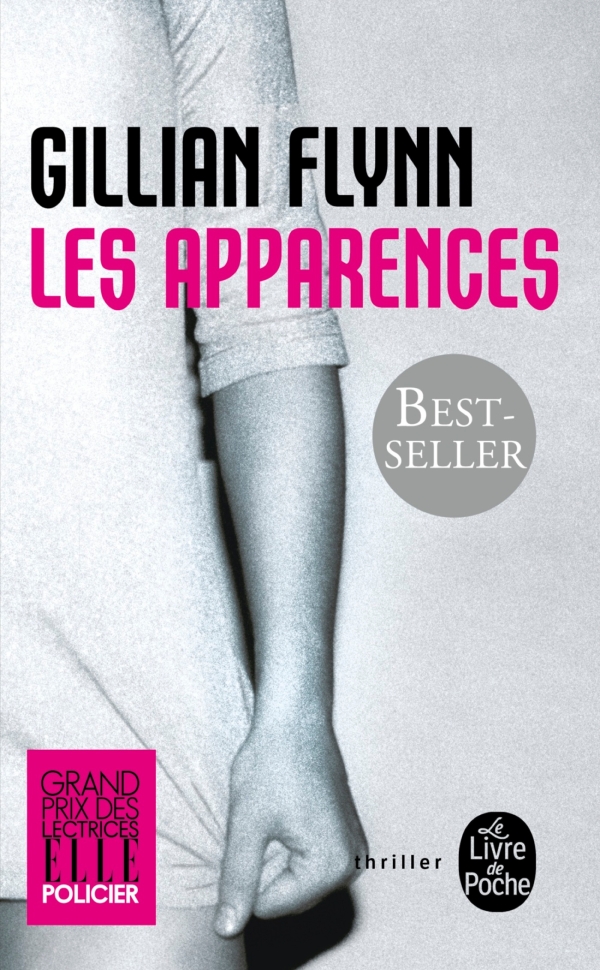 GILLIAN FLYNN
LES APPARENCES
BEST-
SELLER
GRAND
PRIX DES
LECTRICES
ELLE
POLICIER
thriller
Le
Livre
de
Poche